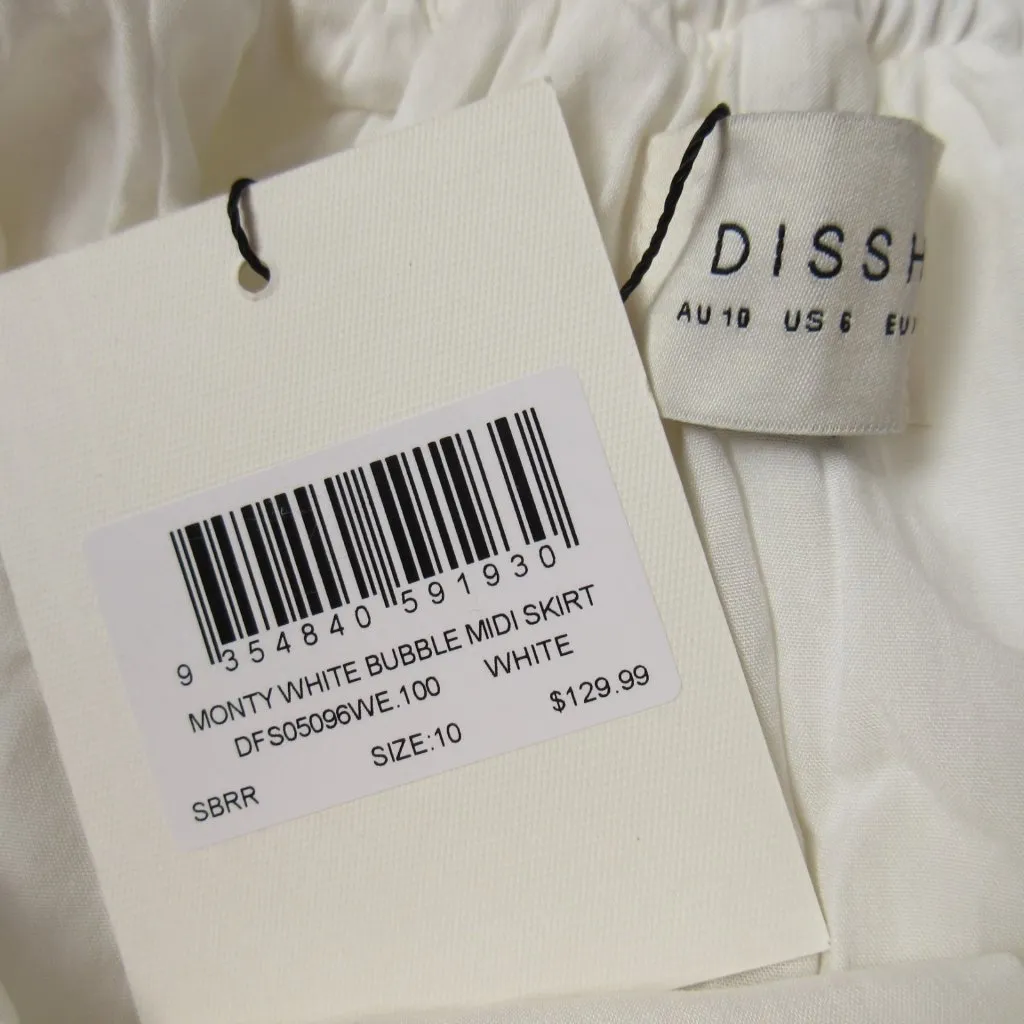 DISSH
AU 10 US 6 EU
9 354840 591930
MONTY WHITE BUBBLE MIDI SKIRT
DFS05096WE.100 WHITE
$129.99
SIZE:10
SBRR